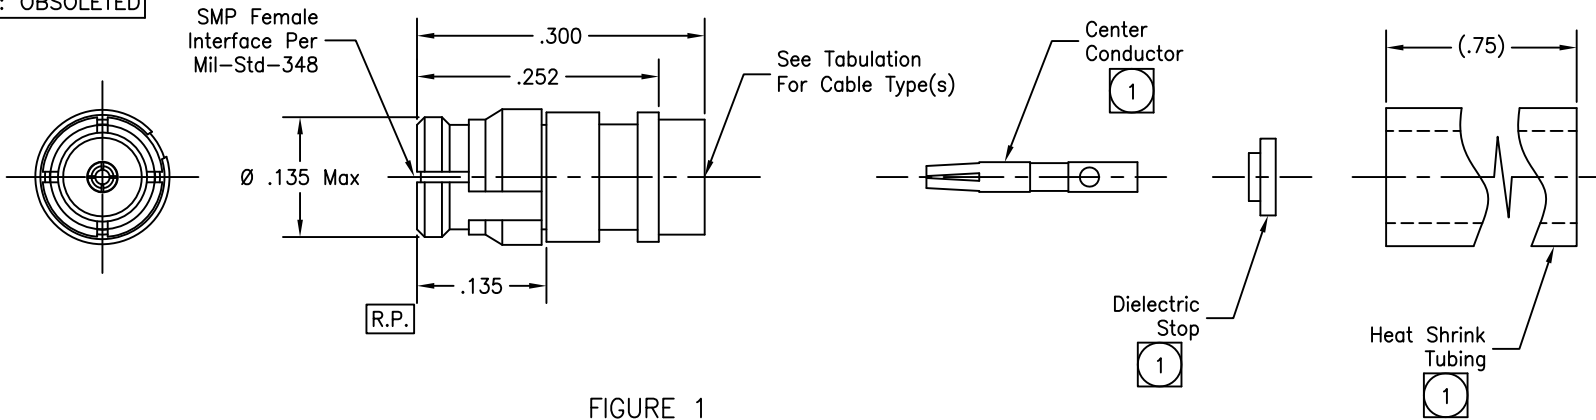 : OBSOLETED
SMP Female
Interface Per
Mil-Std-348
.300
.252
See Tabulation
For Cable Type(s)
Ø .135 Max
.135
R.P.
Center
Conductor
1
Dielectric
Stop
1
(.75)
Heat Shrink
Tubing
1
FIGURE 1